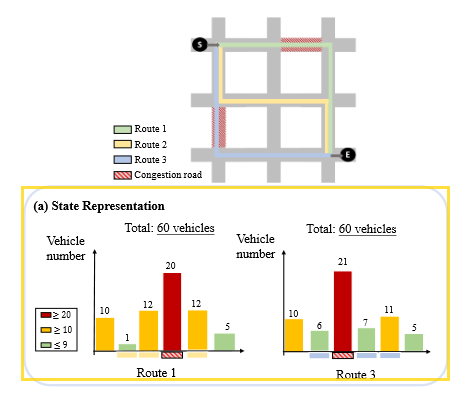 S
Route 1
Route 2
Route 3
Congestion road
E
(a) State Representation
Total: 60 vehicles
Total: 60 vehicles
Vehicle number
Vehicle number
10 1 12 20 12 5
10 6 21 7 11 5
≥ 20
≥ 10
≤ 9
Route 1
Route 3